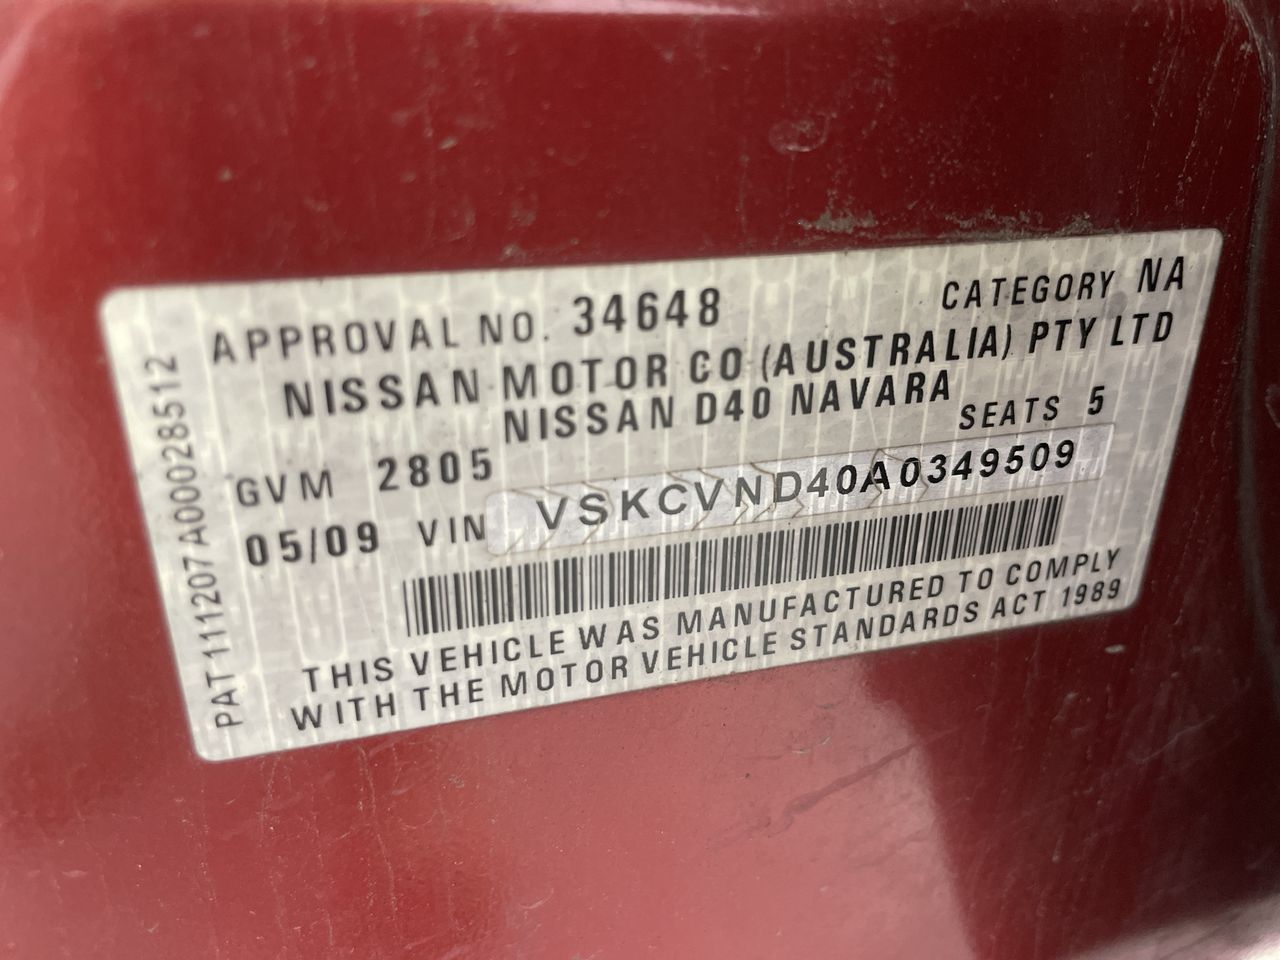 APPROVAL NO. 34648 CATEGORY NA
NISSAN MOTOR CO (AUSTRALIA) PTY LTD
NISSAN D40 NAVARA
GVM 2805 SEATS 5
05/09 VIN VSKCVND40A0349509
THIS VEHICLE WAS MANUFACTURED TO COMPLY
WITH THE MOTOR VEHICLE STANDARDS ACT 1989
PAT 111207A000285512